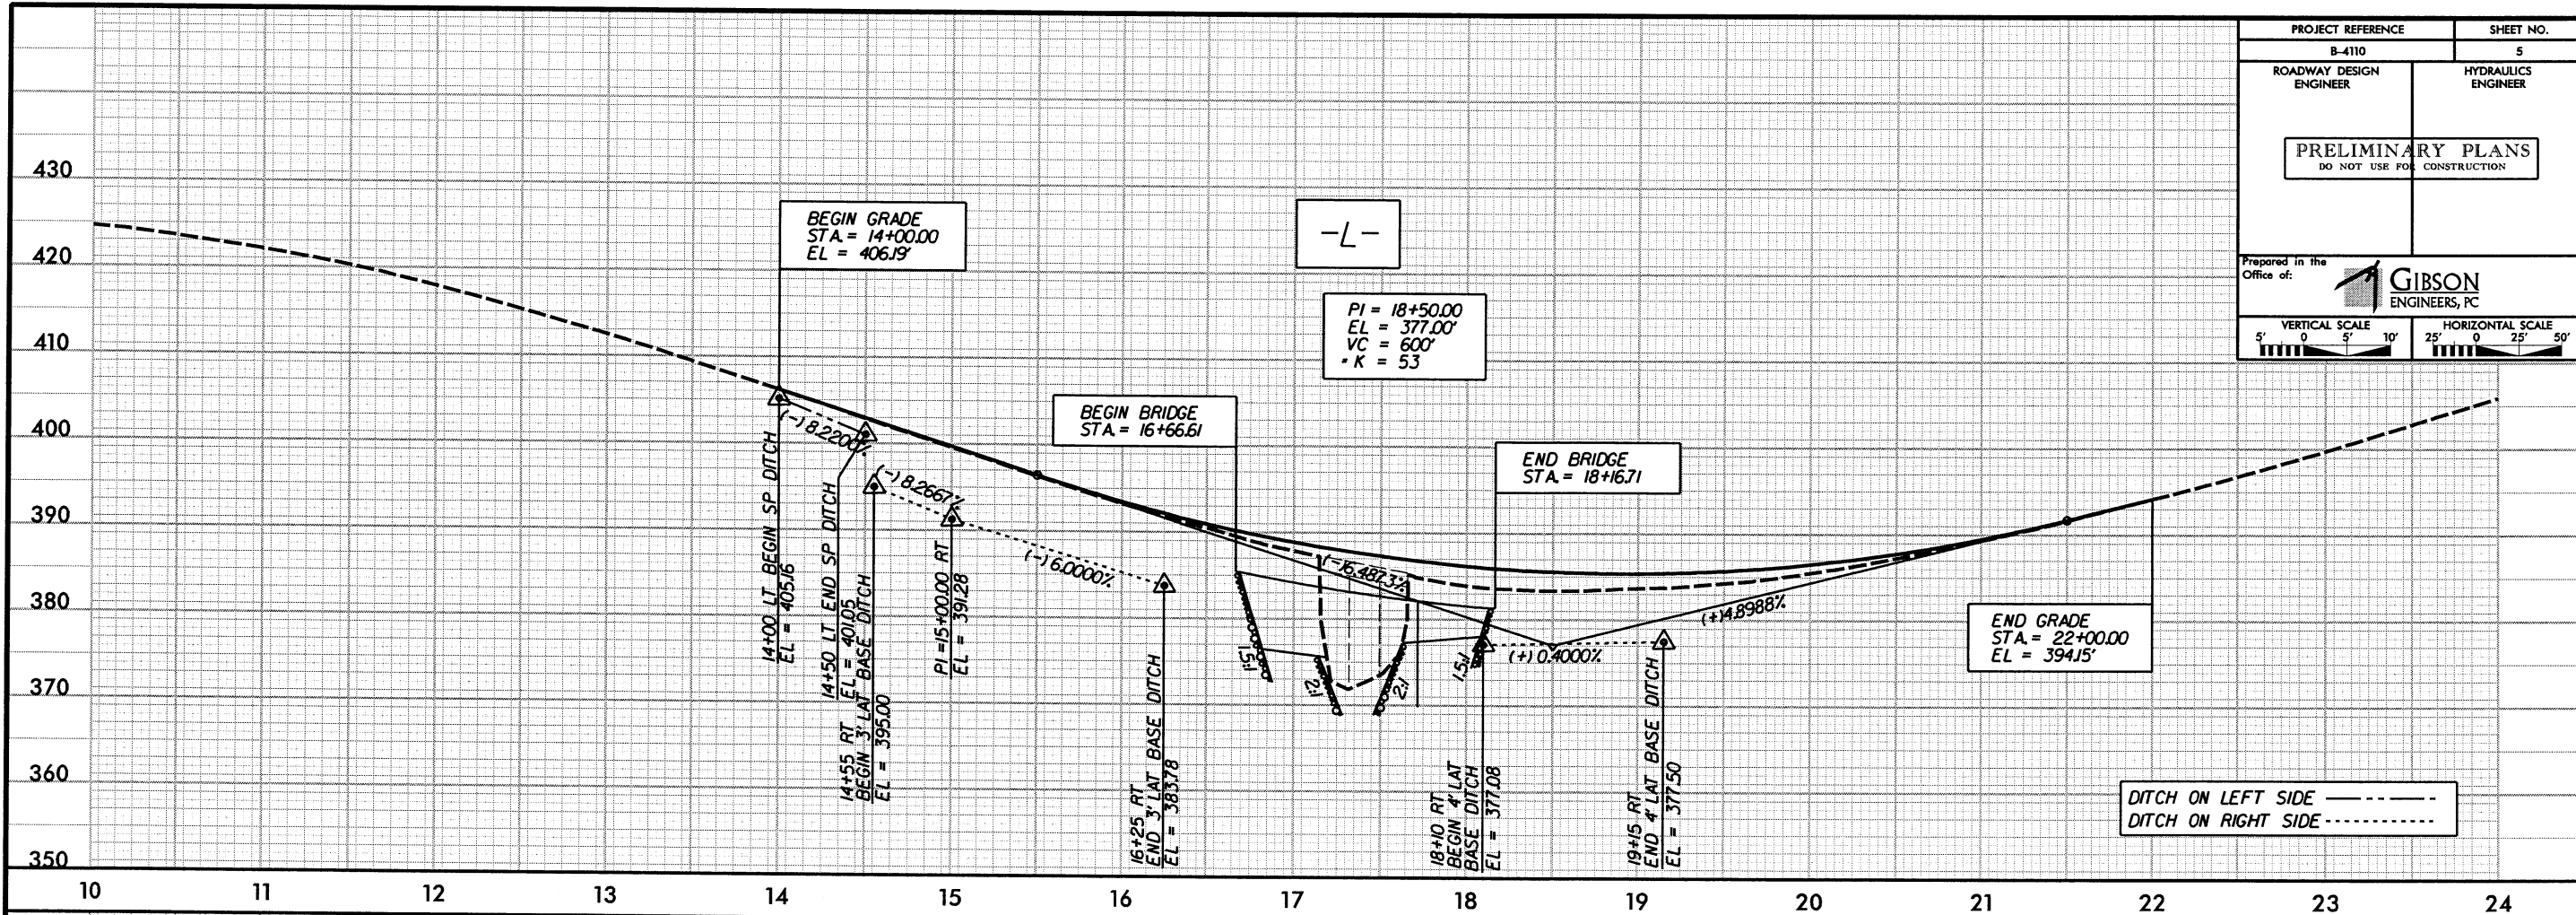 PROJECT REFERENCE
SHEET NO.
B-4110
5
ROADWAY DESIGN
ENGINEER
HYDRAULICS
ENGINEER
PRELIMINARY PLANS
DO NOT USE FOR CONSTRUCTION
Prepared in the
Office of:
GIBSON
ENGINEERS, PC
VERTICAL SCALE
5' 0 5' 10'
HORIZONTAL SCALE
25' 0 25' 50'
430
420
410
400
390
380
370
360
350
BEGIN GRADE
STA. = 14+00.00
EL = 406.19'
-L-
PI = 18+50.00
EL = 377.00'
VC = 600'
* K = 53
BEGIN BRIDGE
STA. = 16+66.61
END BRIDGE
STA. = 18+16.71
END GRADE
STA. = 22+00.00
EL = 394.15'
(-)8.2200%
(-)8.2667%
(-)6.0000%
(-)6.4873%
(+)4.8988%
(+)0.4000%
14+00 LT BEGIN SP DITCH
EL = 405.16
14+50 LT END SP DITCH
EL = 401.05
14+55 RT
BEGIN 3' LAT BASE DITCH
EL = 395.00
PI =15+00.00 RT
EL = 391.28
16+25 RT
END 3' LAT BASE DITCH
EL = 383.78
1.5:1
2:1
2:1
1.5:1
18+10 RT
BEGIN 4' LAT
BASE DITCH
EL = 377.08
19+15 RT
END 4' LAT BASE DITCH
EL = 377.50
DITCH ON LEFT SIDE
DITCH ON RIGHT SIDE
10 11 12 13 14 15 16 17 18 19 20 21 22 23 24